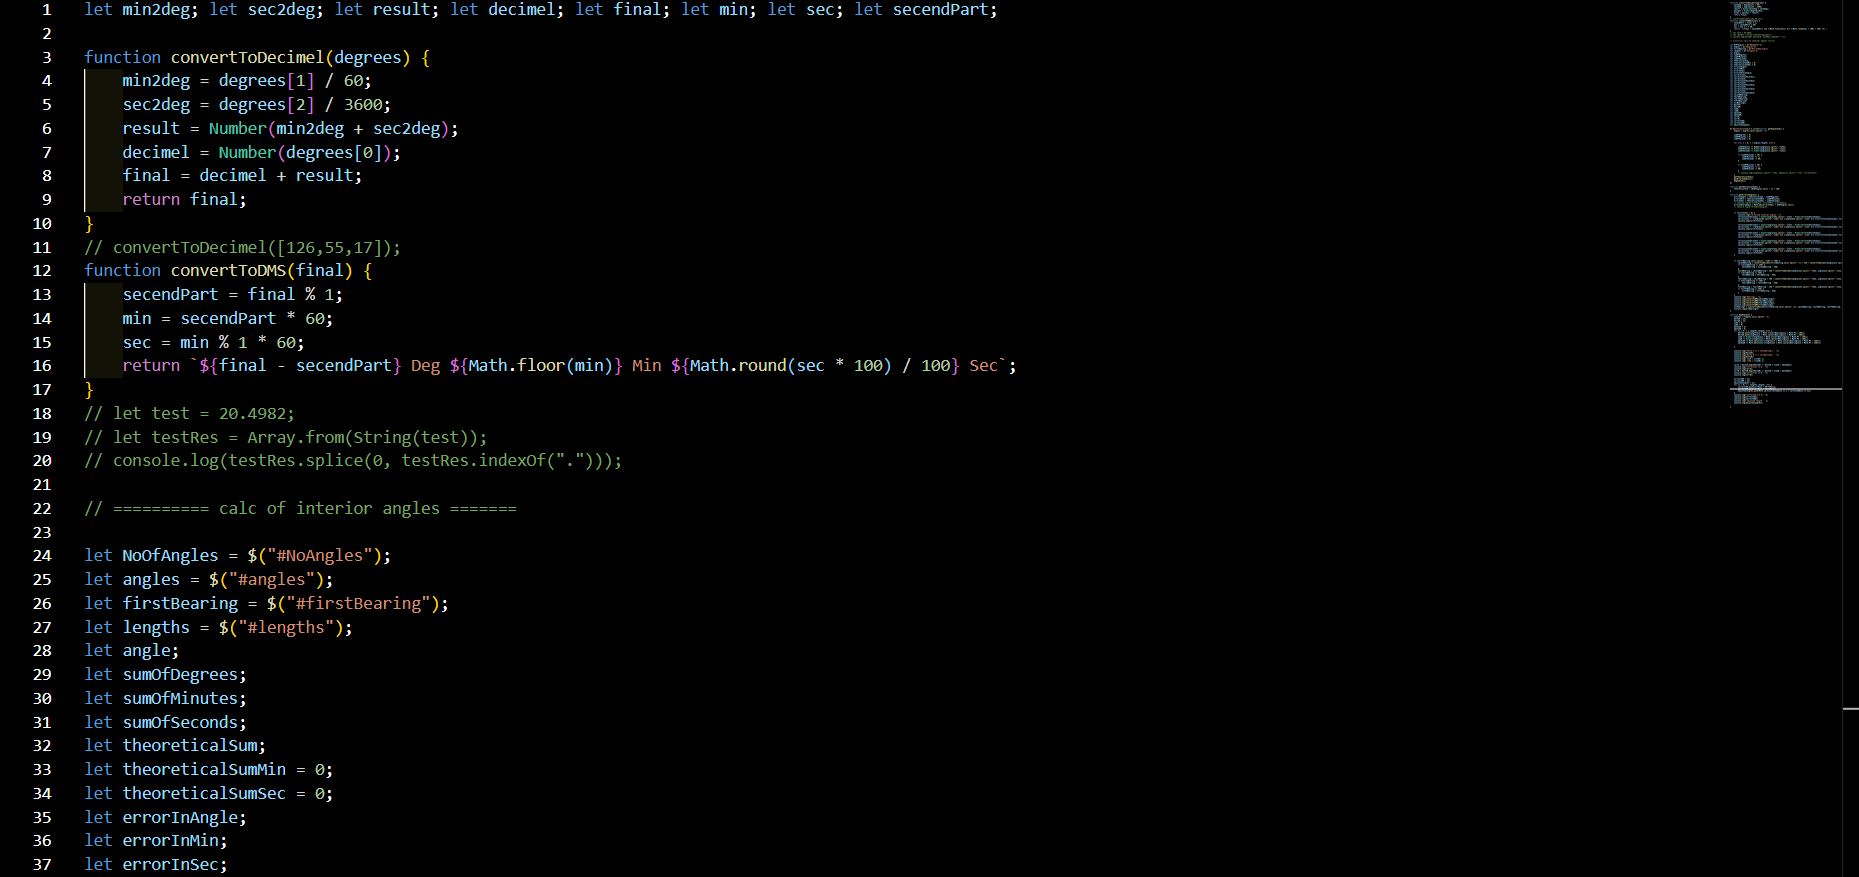 1 let min2deg; let sec2deg; let result; let decimel; let final; let min; let sec; let secendPart;
2
3 function convertToDecimel(degrees) {
4 min2deg = degrees[1] / 60;
5 sec2deg = degrees[2] / 3600;
6 result = Number(min2deg + sec2deg);
7 decimel = Number(degrees[0]);
8 final = decimel + result;
9 return final;
10 }
11 // convertToDecimel([126,55,17]);
12 function convertToDMS(final) {
13 secendPart = final % 1;
14 min = secendPart * 60;
15 sec = min % 1 * 60;
16 return `${final - secendPart} Deg ${Math.floor(min)} Min ${Math.round(sec * 100) / 100} Sec`;
17 }
18 // let test = 20.4982;
19 // let testRes = Array.from(String(test));
20 // console.log(testRes.splice(0, testRes.indexOf(".")));
21
22 // ========== calc of interior angles =======
23
24 let NoOfAngles = $("#NoAngles");
25 let angles = $("#angles");
26 let firstBearing = $("#firstBearing");
27 let lengths = $("#lengths");
28 let angle;
29 let sumOfDegrees;
30 let sumOfMinutes;
31 let sumOfSeconds;
32 let theoreticalSum;
33 let theoreticalSumMin = 0;
34 let theoreticalSumSec = 0;
35 let errorInAngle;
36 let errorInMin;
37 let errorInSec;